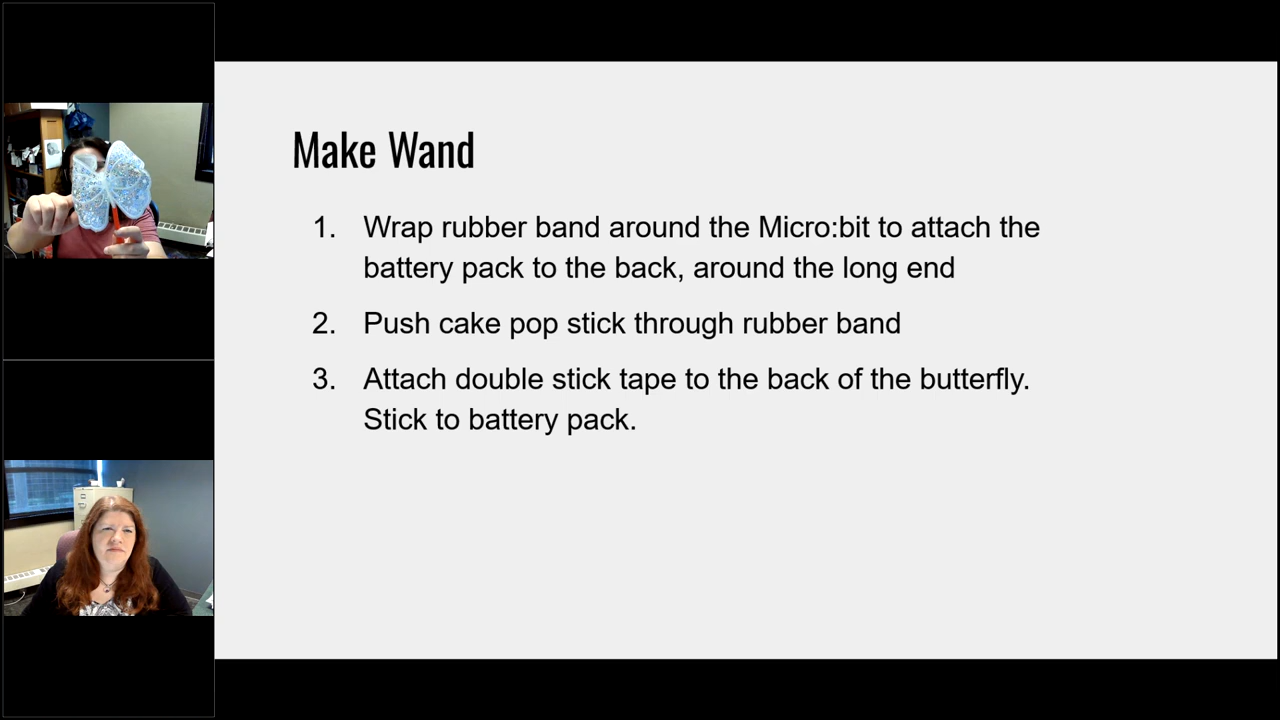 Make Wand
1. Wrap rubber band around the Micro:bit to attach the
battery pack to the back, around the long end
2. Push cake pop stick through rubber band
3. Attach double stick tape to the back of the butterfly.
Stick to battery pack.